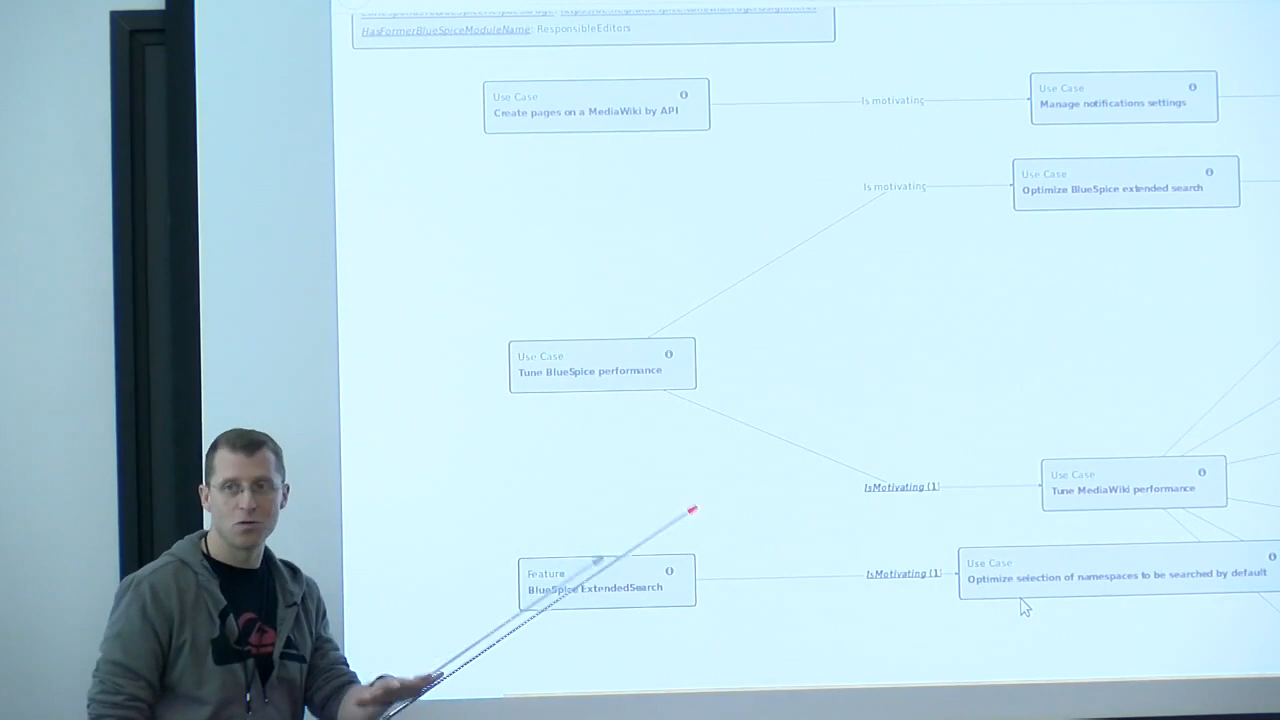 HasFormerBlueSpiceModuleName: ResponsibleEditors
Use Case
Create pages on a MediaWiki by API
Is motivating
Use Case
Manage notifications settings
Is motivating
Use Case
Optimize BlueSpice extended search
Use Case
Tune BlueSpice performance
IsMotivating (1)
Use Case
Tune MediaWiki performance
Feature
BlueSpice ExtendedSearch
IsMotivating (1)
Use Case
Optimize selection of namespaces to be searched by default